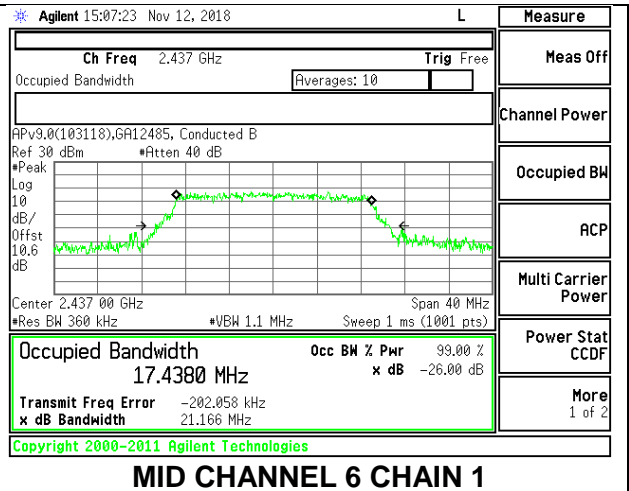 Agilent 15:07:23 Nov 12, 2018 L
Measure
Ch Freq 2.437 GHz Trig Free
Occupied Bandwidth Averages: 10
APv9.0(103118),GA12485, Conducted B
Ref 30 dBm #Atten 40 dB
#Peak
Log
10
dB/
Offst
10.6
dB
Center 2.437 00 GHz Span 40 MHz
#Res BW 360 kHz #VBW 1.1 MHz Sweep 1 ms (1001 pts)
Occupied Bandwidth Occ BW % Pwr 99.00 %
17.4380 MHz x dB -26.00 dB
Transmit Freq Error -202.058 kHz
x dB Bandwidth 21.166 MHz
Copyright 2000-2011 Agilent Technologies
Meas Off
Channel Power
Occupied BW
ACP
Multi Carrier
Power
Power Stat
CCDF
More
1 of 2
MID CHANNEL 6 CHAIN 1